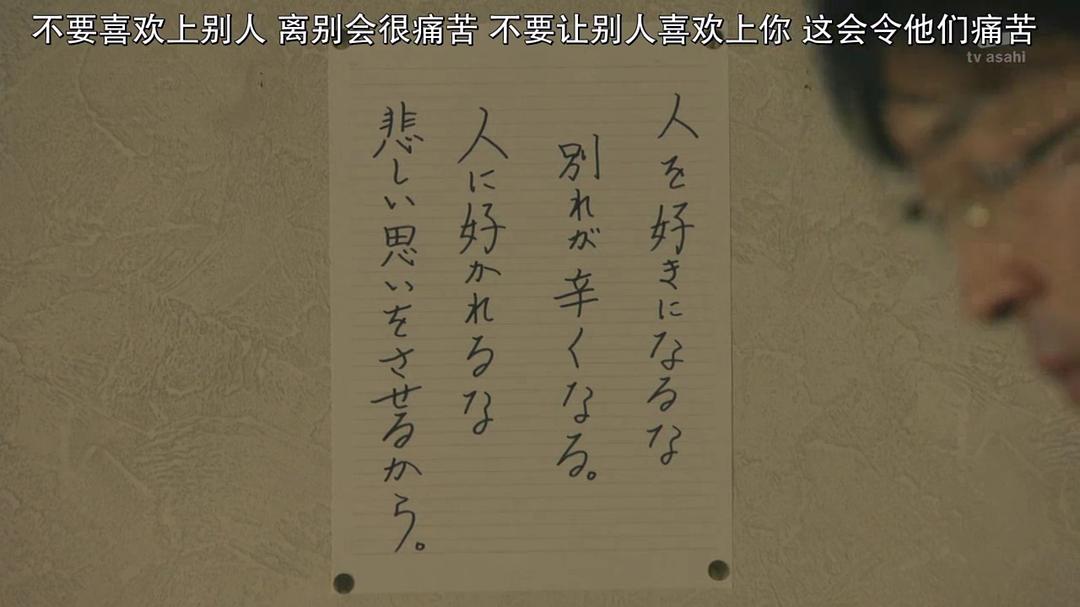 不要喜欢上别人 离别会很痛苦 不要让别人喜欢上你 这会令他们痛苦
tv asahi
人を好きになるな
別れが辛くなる。
人に好かれるな
悲しい思いをさせるから。